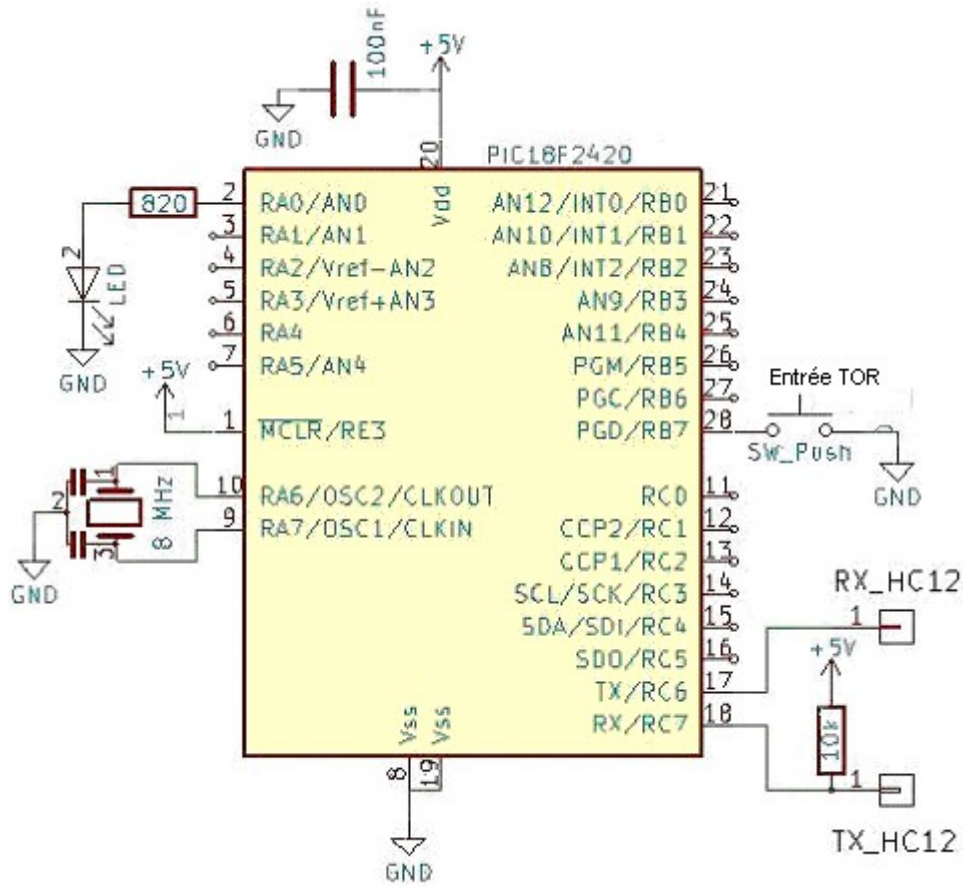 +5V
100nF
GND
20
PIC18F2420
Vdd
820
2
RA0/AN0
3
RA1/AN1
4
RA2/Vref-AN2
5
RA3/Vref+AN3
6
RA4
7
RA5/AN4
2
LED
GND
+5V
1
1
MCLR/RE3
10
RA6/OSC2/CLKOUT
9
RA7/OSC1/CLKIN
1
2
3
8 MHz
GND
AN12/INT0/RB0
21
AN10/INT1/RB1
22
AN8/INT2/RB2
23
AN9/RB3
24
AN11/RB4
25
PGM/RB5
26
PGC/RB6
27
PGD/RB7
28
Entrée TOR
SW_Push
GND
RC0
11
CCP2/RC1
12
CCP1/RC2
13
SCL/SCK/RC3
14
SDA/SDI/RC4
15
SDO/RC5
16
TX/RC6
17
RX/RC7
18
RX_HC12
1
+5V
10k
1
TX_HC12
Vss
Vss
8
19
GND